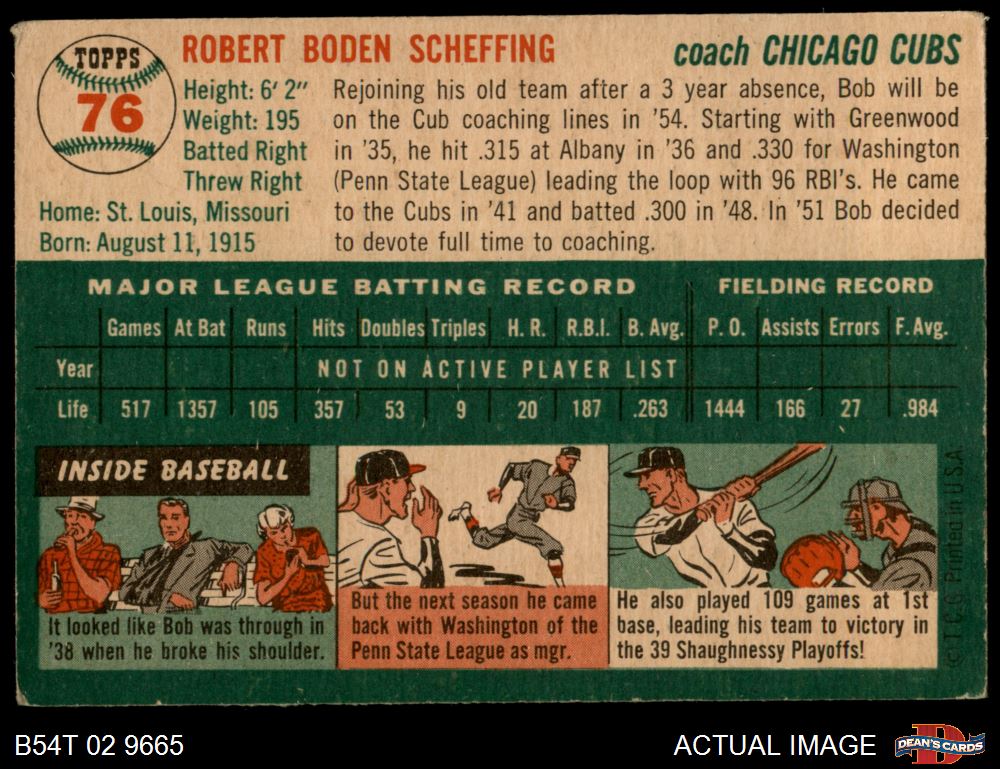 TOPPS
76
ROBERT BODEN SCHEFFING
coach CHICAGO CUBS
Height: 6' 2"
Weight: 195
Batted Right
Threw Right
Home: St. Louis, Missouri
Born: August 11, 1915
Rejoining his old team after a 3 year absence, Bob will be
on the Cub coaching lines in '54. Starting with Greenwood
in '35, he hit .315 at Albany in '36 and .330 for Washington
(Penn State League) leading the loop with 96 RBI's. He came
to the Cubs in '41 and batted .300 in '48. In '51 Bob decided
to devote full time to coaching.
MAJOR LEAGUE BATTING RECORD FIELDING RECORD
Games At Bat Runs Hits Doubles Triples H. R. R.B.I. B. Avg. P. O. Assists Errors F. Avg.
Year NOT ON ACTIVE PLAYER LIST
Life 517 1357 105 357 53 9 20 187 .263 1444 166 27 .984
INSIDE BASEBALL
It looked like Bob was through in
'38 when he broke his shoulder.
But the next season he came
back with Washington of the
Penn State League as mgr.
He also played 109 games at 1st
base, leading his team to victory in
the 39 Shaughnessy Playoffs!
© T.C.G. Printed in U.S.A.
B54T 02 9665
ACTUAL IMAGE
DEAN'S CARDS